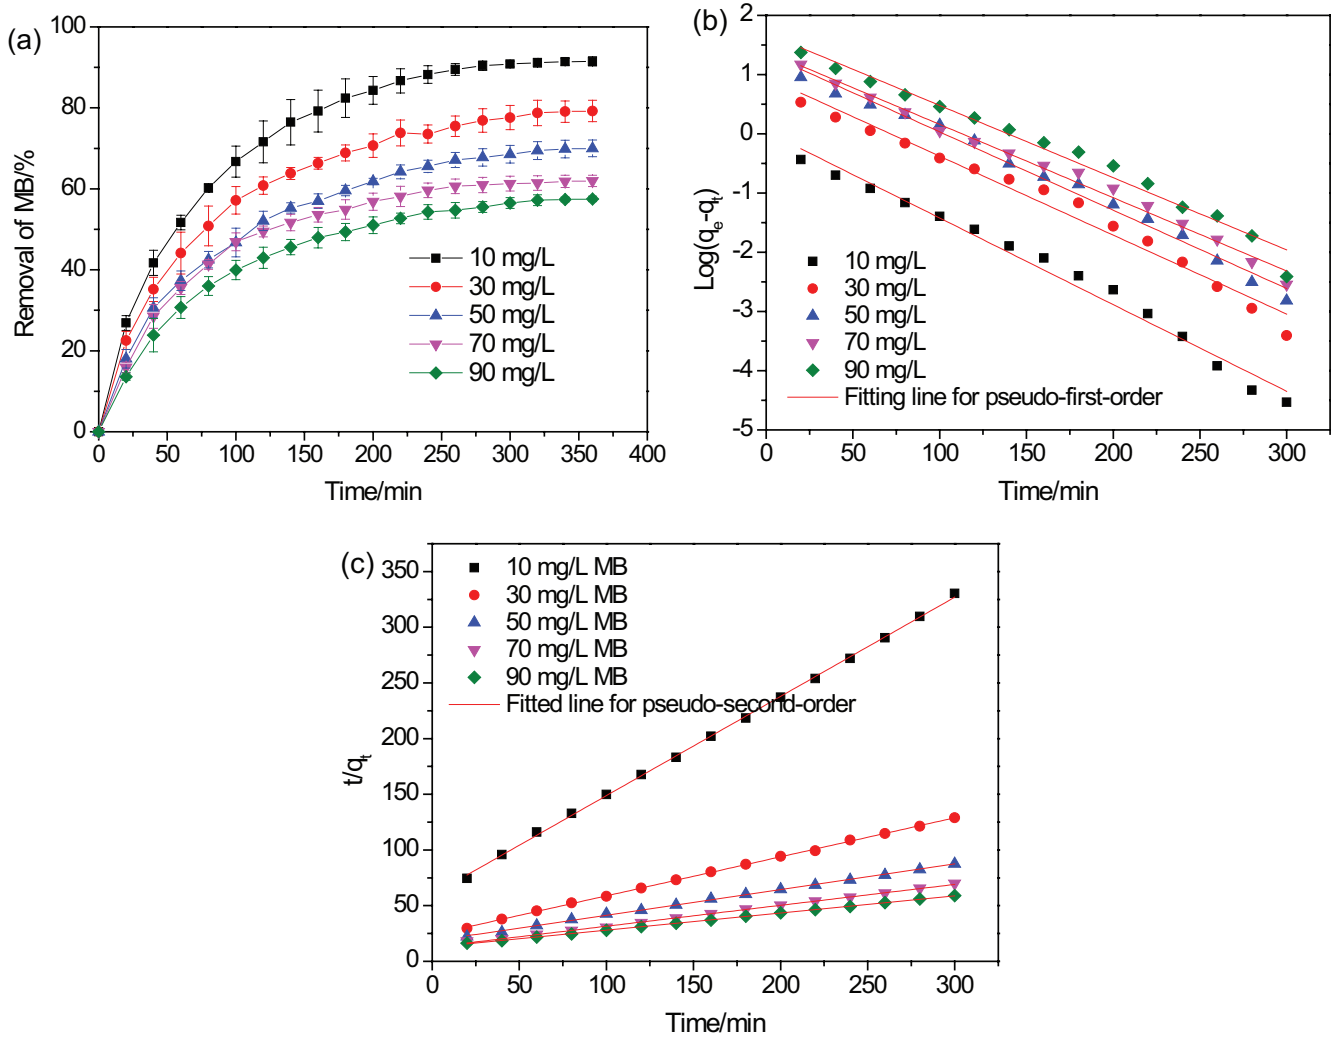 (a)
100
80
60
40
20
0
Removal of MB/%
10 mg/L
30 mg/L
50 mg/L
70 mg/L
90 mg/L
0 50 100 150 200 250 300 350 400
Time/min
(b)
2
1
0
-1
-2
-3
-4
-5
Log(qe-qt)
10 mg/L
30 mg/L
50 mg/L
70 mg/L
90 mg/L
Fitting line for pseudo-first-order
0 50 100 150 200 250 300
Time/min
(c)
350
300
250
200
150
100
50
0
t/qt
10 mg/L MB
30 mg/L MB
50 mg/L MB
70 mg/L MB
90 mg/L MB
Fitted line for pseudo-second-order
0 50 100 150 200 250 300
Time/min